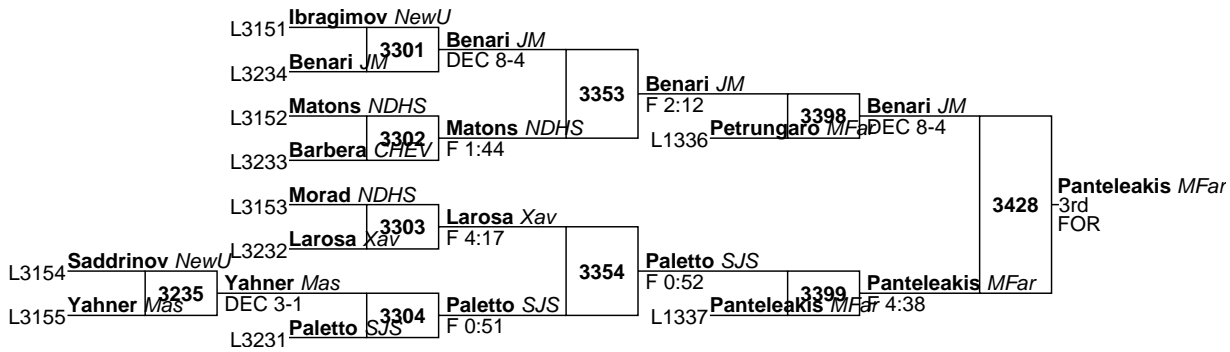 L3151 Ibragimov NewU
3301
L3234 Benari JM
Benari JM
DEC 8-4
3353
Benari JM
F 2:12
L3152 Matons NDHS
3302
L3233 Barbera CHEV
Matons NDHS
F 1:44
3398
L1336 Petrungaro MFar
Benari JM
DEC 8-4
3428
Panteleakis MFar
3rd
FOR
L3153 Morad NDHS
3303
L3232 Larosa Xav
Larosa Xav
F 4:17
3354
Paletto SJS
F 0:52
L3154 Saddrinov NewU
3235
L3155 Yahner Mas
Yahner Mas
DEC 3-1
3304
L3231 Paletto SJS
Paletto SJS
F 0:51
3399
L1337 Panteleakis MFar
Panteleakis MFar
F 4:38